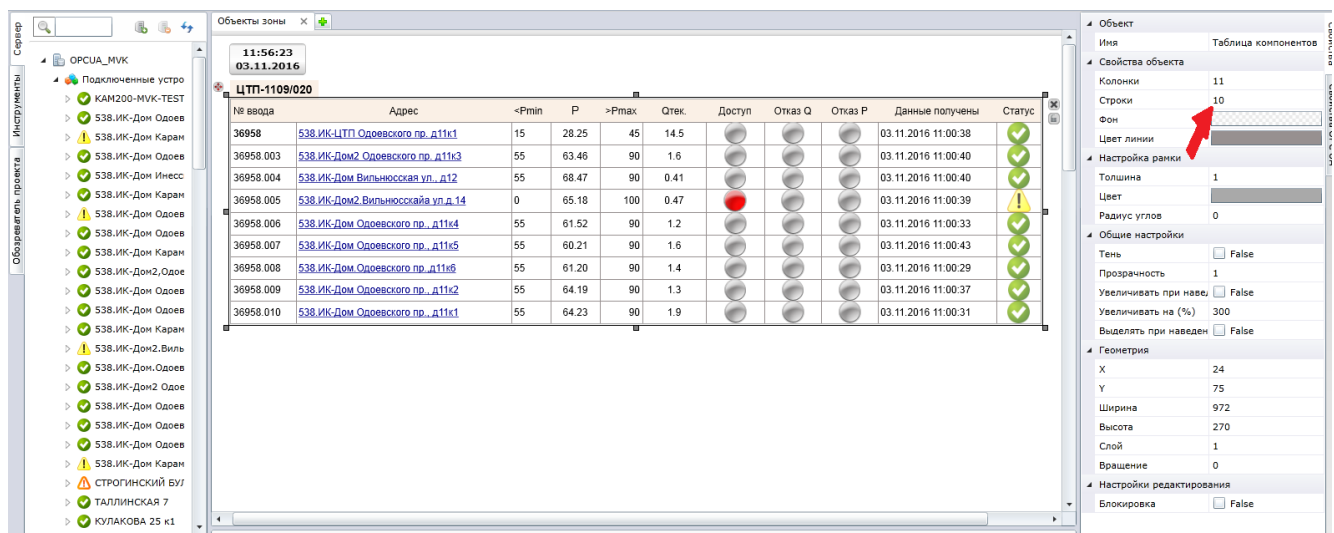 Сервер
Инструменты
Обозреватель проекта
OPCUA_MVK
Подключенные устро
KAM200-MVK-TEST
538.ИК-Дом Одоев
538.ИК-Дом Карам
538.ИК-Дом Одоев
538.ИК-Дом Инесс
538.ИК-Дом Карам
538.ИК-Дом Одоев
538.ИК-Дом Одоев
538.ИК-Дом Карам
538.ИК-Дом2,Одое
538.ИК-Дом Одоев
538.ИК-Дом Одоев
538.ИК-Дом Карам
538.ИК-Дом2.Виль
538.ИК-Дом.Одоев
538.ИК-Дом2 Одое
538.ИК-Дом Одоев
538.ИК-Дом Одоев
538.ИК-Дом Одоев
538.ИК-Дом Карам
СТРОГИНСКИЙ БУЛ
ТАЛЛИНСКАЯ 7
КУЛАКОВА 25 к1
Объекты зоны
11:56:23
03.11.2016
ЦТП-1109/020
№ ввода Адрес <Pmin P >Pmax Qтек. Доступ Отказ Q Отказ P Данные получены Статус
36958 538.ИК-ЦТП Одоевского пр. д11к1 15 28.25 45 14.5 03.11.2016 11:00:38
36958.003 538.ИК-Дом2 Одоевского пр. д11к3 55 63.46 90 1.6 03.11.2016 11:00:40
36958.004 538.ИК-Дом Вильнюсская ул., д12 55 68.47 90 0.41 03.11.2016 11:00:40
36958.005 538.ИК-Дом2.Вильнюсскайа ул.д.14 0 65.18 100 0.47 03.11.2016 11:00:39
36958.006 538.ИК-Дом Одоевского пр., д11к4 55 61.52 90 1.2 03.11.2016 11:00:33
36958.007 538.ИК-Дом Одоевского пр., д11к5 55 60.21 90 1.6 03.11.2016 11:00:43
36958.008 538.ИК-Дом.Одоевского пр.,д11к6 55 61.20 90 1.4 03.11.2016 11:00:29
36958.009 538.ИК-Дом Одоевского пр., д11к2 55 64.19 90 1.3 03.11.2016 11:00:37
36958.010 538.ИК-Дом Одоевского пр., д11к1 55 64.23 90 1.9 03.11.2016 11:00:31
Объект
Имя Таблица компонентов
Свойства объекта
Колонки 11
Строки 10
Фон
Цвет линии
Настройка рамки
Толщина 1
Цвет
Радиус углов 0
Общие настройки
Тень False
Прозрачность 1
Увеличивать при навед False
Увеличивать на (%) 300
Выделять при наведен False
Геометрия
X 24
Y 75
Ширина 972
Высота 270
Слой 1
Вращение 0
Настройки редактирования
Блокировка False